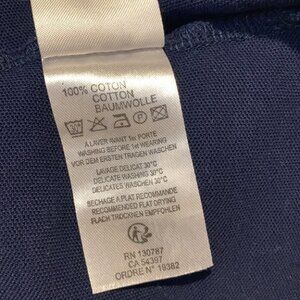 100% COTON
COTTON
BAUMWOLLE
A LAVER AVANT 1er PORTE
WASHING BEFORE 1st WEARING
VOR DEM ERSTEN TRAGEN WASCHEN
LAVAGE DELICAT 30°C
DELICATE WASHING 30°C
DELICATES WASCHEN 30°C
SECHAGE A PLAT RECOMMANDE
RECOMMENDED FLAT DRYING
FLACH TROCKNEN EMPFOHLEN
RN 130787
CA 54397
ORDRE N° 19382